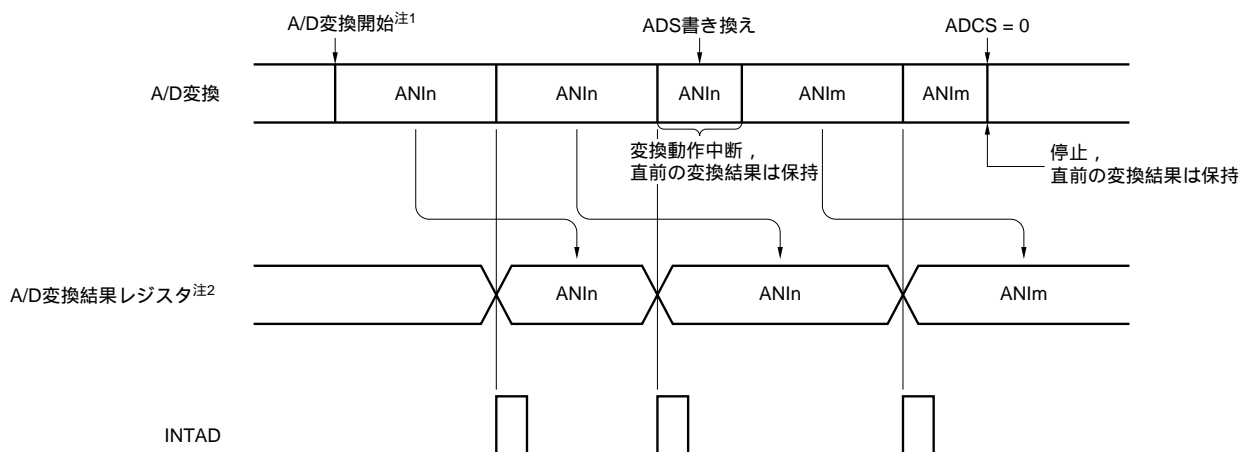 A/D変換開始注1
ADS書き換え
ADCS = 0
A/D変換
ANIn
ANIn
ANIn
ANIm
ANIm
変換動作中断，
直前の変換結果は保持
停止，
直前の変換結果は保持
A/D変換結果レジスタ注2
ANIn
ANIn
ANIm
INTAD